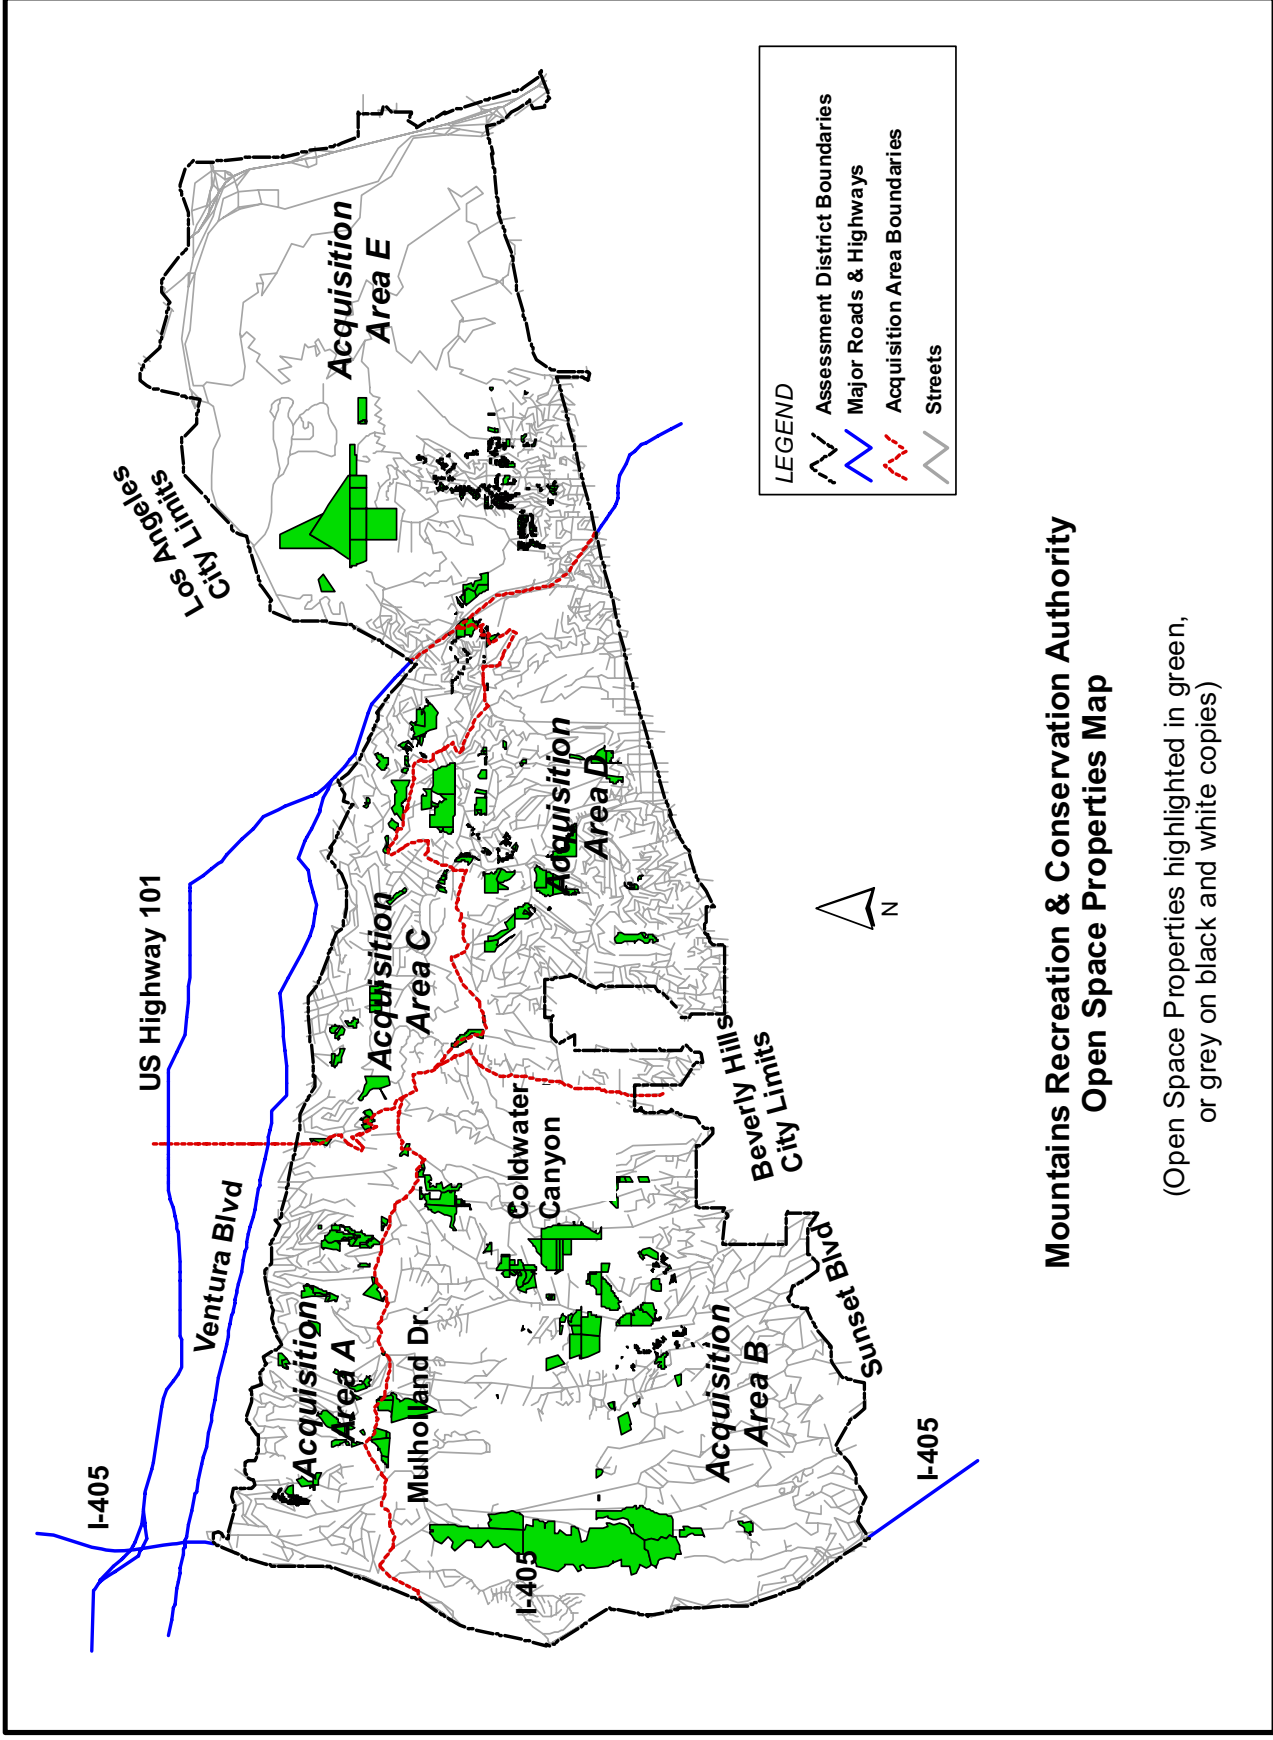 I-405
US Highway 101
Ventura Blvd
Los Angeles
City Limits
Acquisition
Area A
Mulholland Dr.
Acquisition
Area C
Acquisition
Area E
I-405
Coldwater
Canyon
Acquisition
Area D
Acquisition
Area B
Beverly Hills
City Limits
Sunset Blvd
I-405
N
LEGEND
Assessment District Boundaries
Major Roads & Highways
Acquisition Area Boundaries
Streets
Mountains Recreation & Conservation Authority
Open Space Properties Map
(Open Space Properties highlighted in green,
or grey on black and white copies)